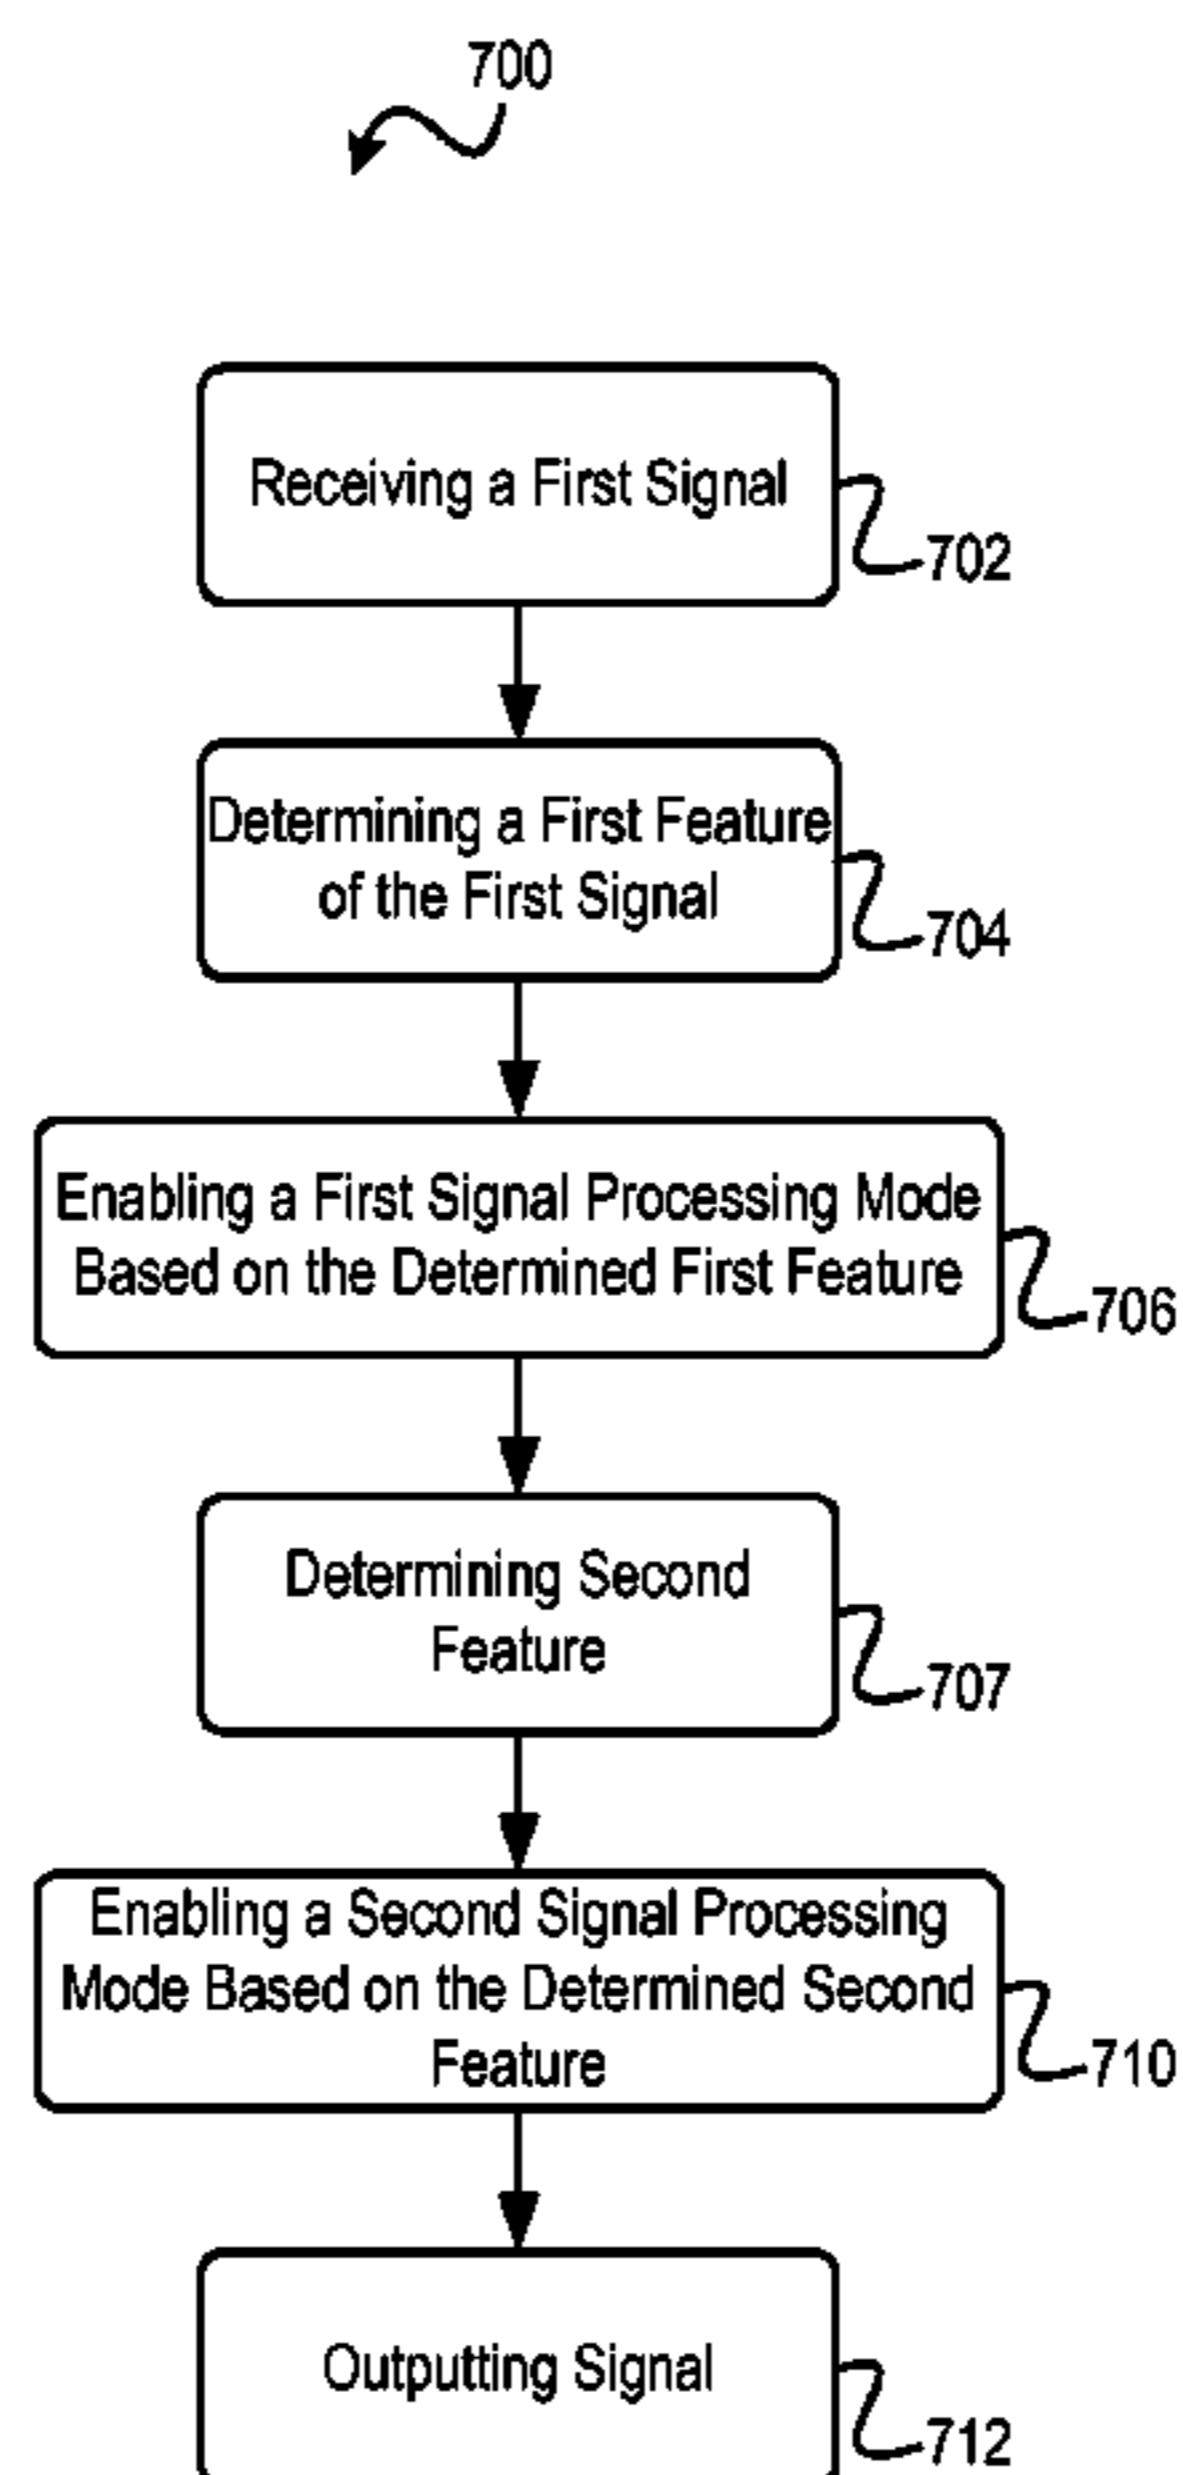 700
Receiving a First Signal
702
Determining a First Feature
of the First Signal
704
Enabling a First Signal Processing Mode
Based on the Determined First Feature
706
Determining Second
Feature
707
Enabling a Second Signal Processing
Mode Based on the Determined Second
Feature
710
Outputting Signal
712